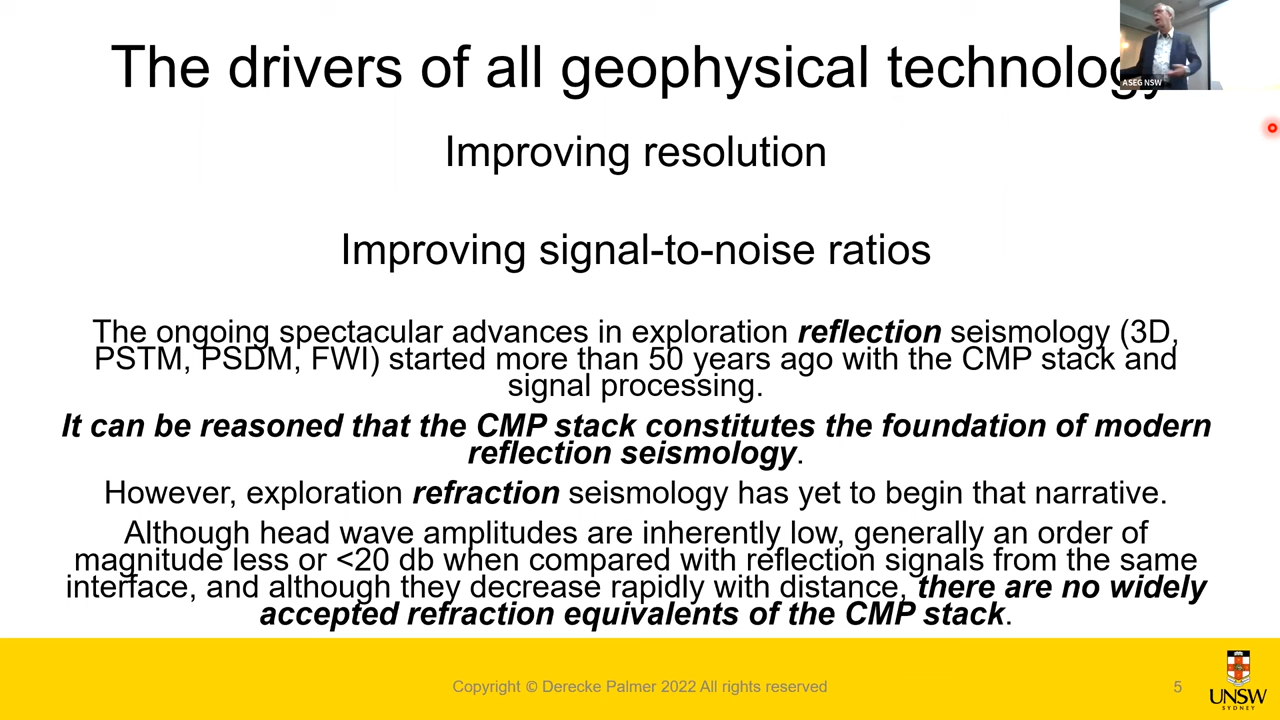 The drivers of all geophysical technology
ASEG NSW
Improving resolution
Improving signal-to-noise ratios
The ongoing spectacular advances in exploration reflection seismology (3D,
PSTM, PSDM, FWI) started more than 50 years ago with the CMP stack and
signal processing.
It can be reasoned that the CMP stack constitutes the foundation of modern
reflection seismology.
However, exploration refraction seismology has yet to begin that narrative.
Although head wave amplitudes are inherently low, generally an order of
magnitude less or <20 db when compared with reflection signals from the same
interface, and although they decrease rapidly with distance, there are no widely
accepted refraction equivalents of the CMP stack.
Copyright © Derecke Palmer 2022 All rights reserved
5
UNSW
SYDNEY